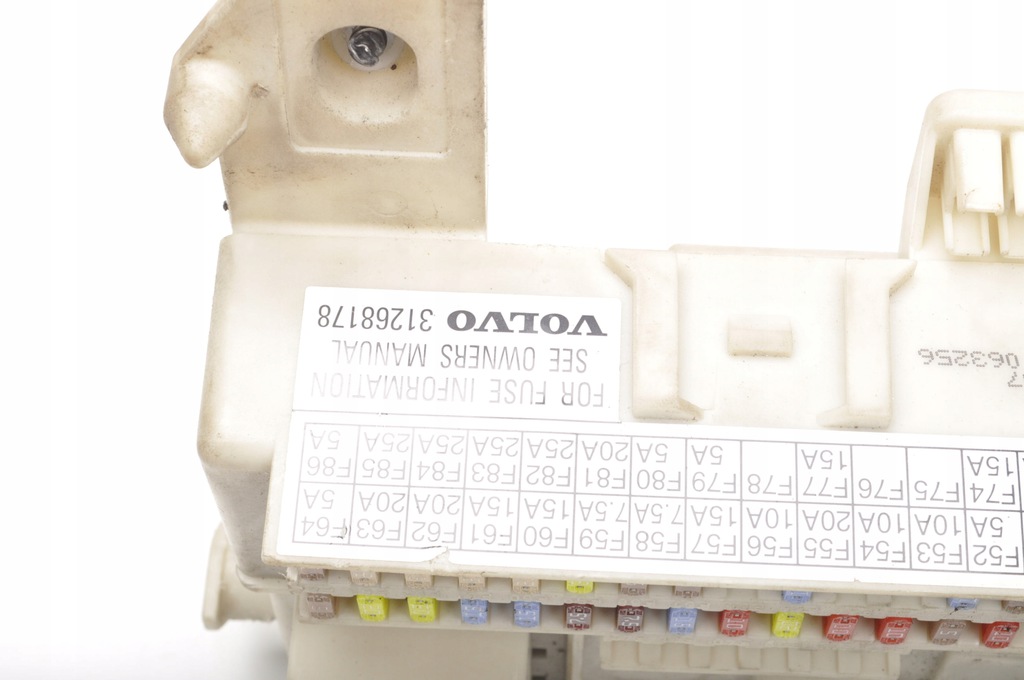 F52 F53 F54 F55 F56 F57 F58 F59 F60 F61 F62 F63 F64
5A 10A 10A 20A 10A 15A 7.5A 7.5A 15A 15A 20A 20A 5A
F74 F75 F76 F77 F78 F79 F80 F81 F82 F83 F84 F85 F86
15A 15A 5A 5A 20A 25A 25A 25A 25A 5A
FOR FUSE INFORMATION
SEE OWNERS MANUAL
VOLVO 31268178
063256